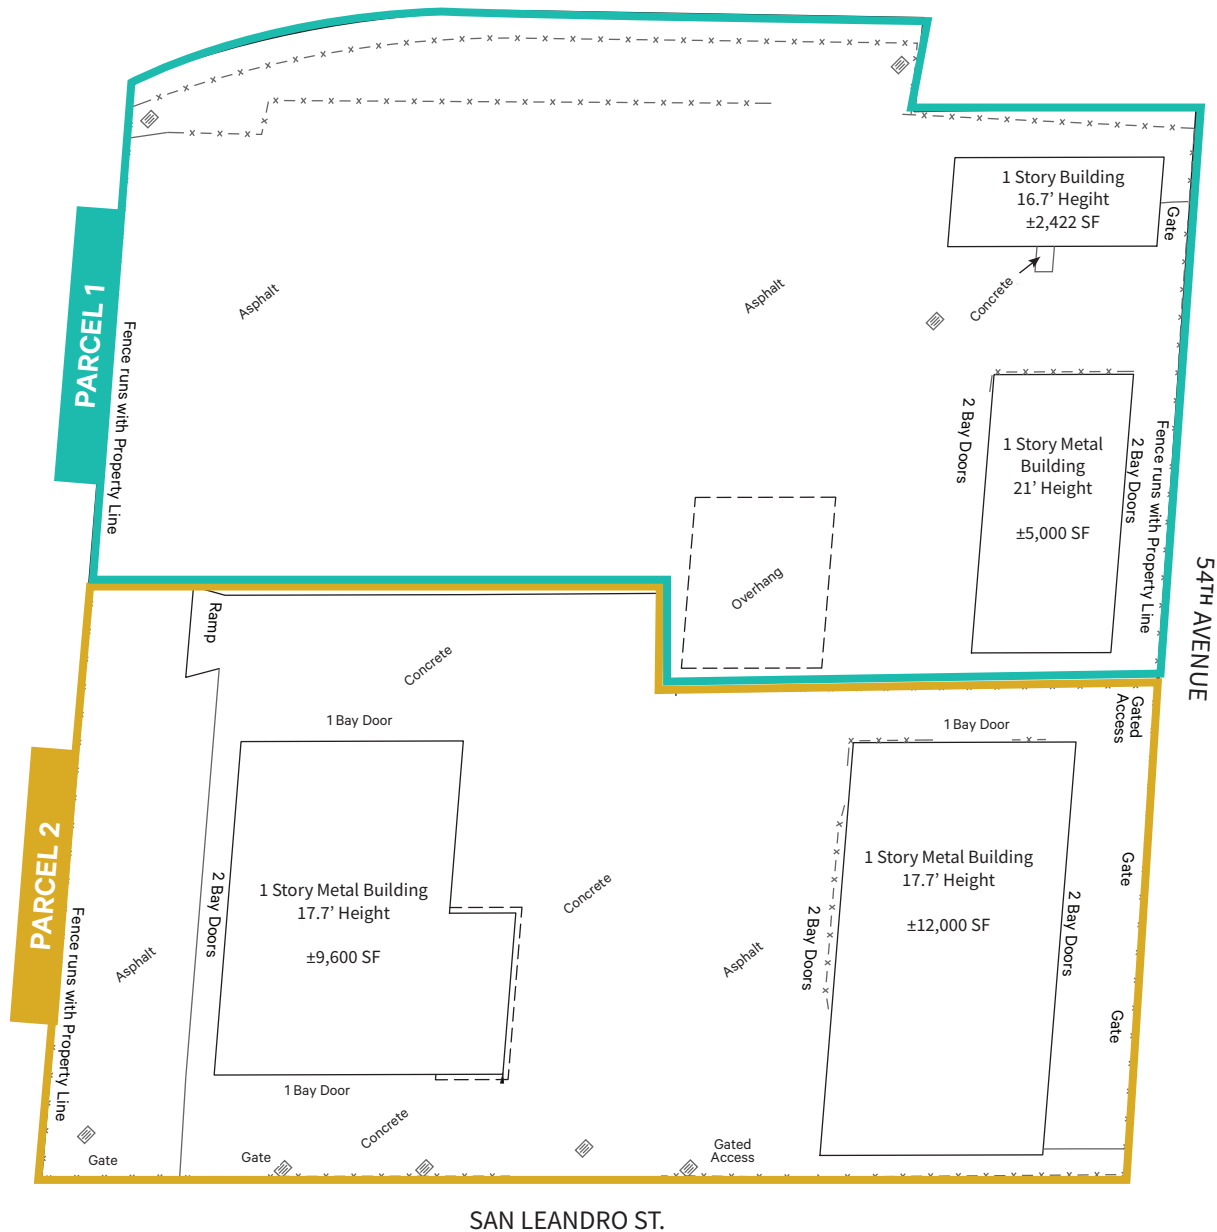 1 Story Building
16.7’ Hegiht
±2,422 SF
Gate
Concrete
Asphalt
Asphalt
PARCEL 1
Fence runs with Property Line
2 Bay Doors
1 Story Metal
Building
21’ Height
±5,000 SF
2 Bay Doors
Fence runs with Property Line
Overhang
54TH AVENUE
Ramp
Concrete
Gated
Access
1 Bay Door
1 Bay Door
PARCEL 2
Fence runs with Property Line
Asphalt
2 Bay Doors
1 Story Metal Building
17.7’ Height
±9,600 SF
Concrete
Asphalt
2 Bay Doors
1 Story Metal Building
17.7’ Height
±12,000 SF
2 Bay Doors
Gate
Gate
1 Bay Door
Concrete
Gate
Gate
Gated
Access
SAN LEANDRO ST.